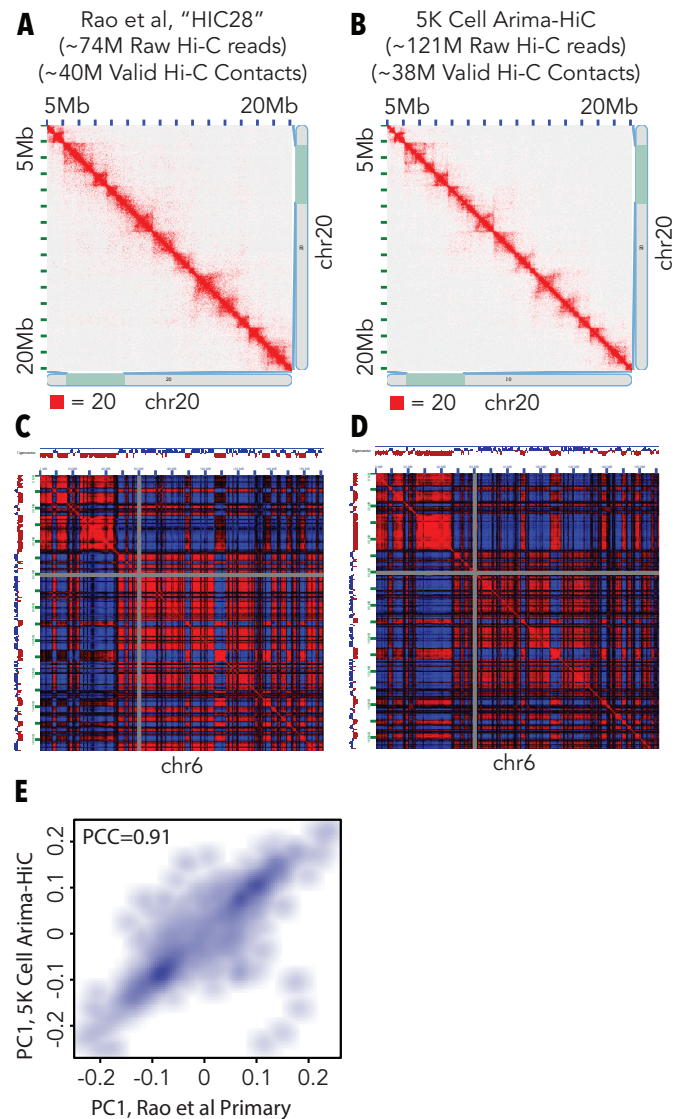 A
Rao et al, “HIC28”
(~74M Raw Hi-C reads)
(~40M Valid Hi-C Contacts)
5Mb 20Mb
5Mb
20Mb
chr20
20
20
= 20 chr20
B
5K Cell Arima-HiC
(~121M Raw Hi-C reads)
(~38M Valid Hi-C Contacts)
5Mb 20Mb
5Mb
20Mb
chr20
= 20 chr20
C
chr6
D
chr6
E
PCC=0.91
PC1, 5K Cell Arima-HiC
0.2
0.1
0
-0.1
-0.2
-0.2 -0.1 0 0.1 0.2
PC1, Rao et al Primary